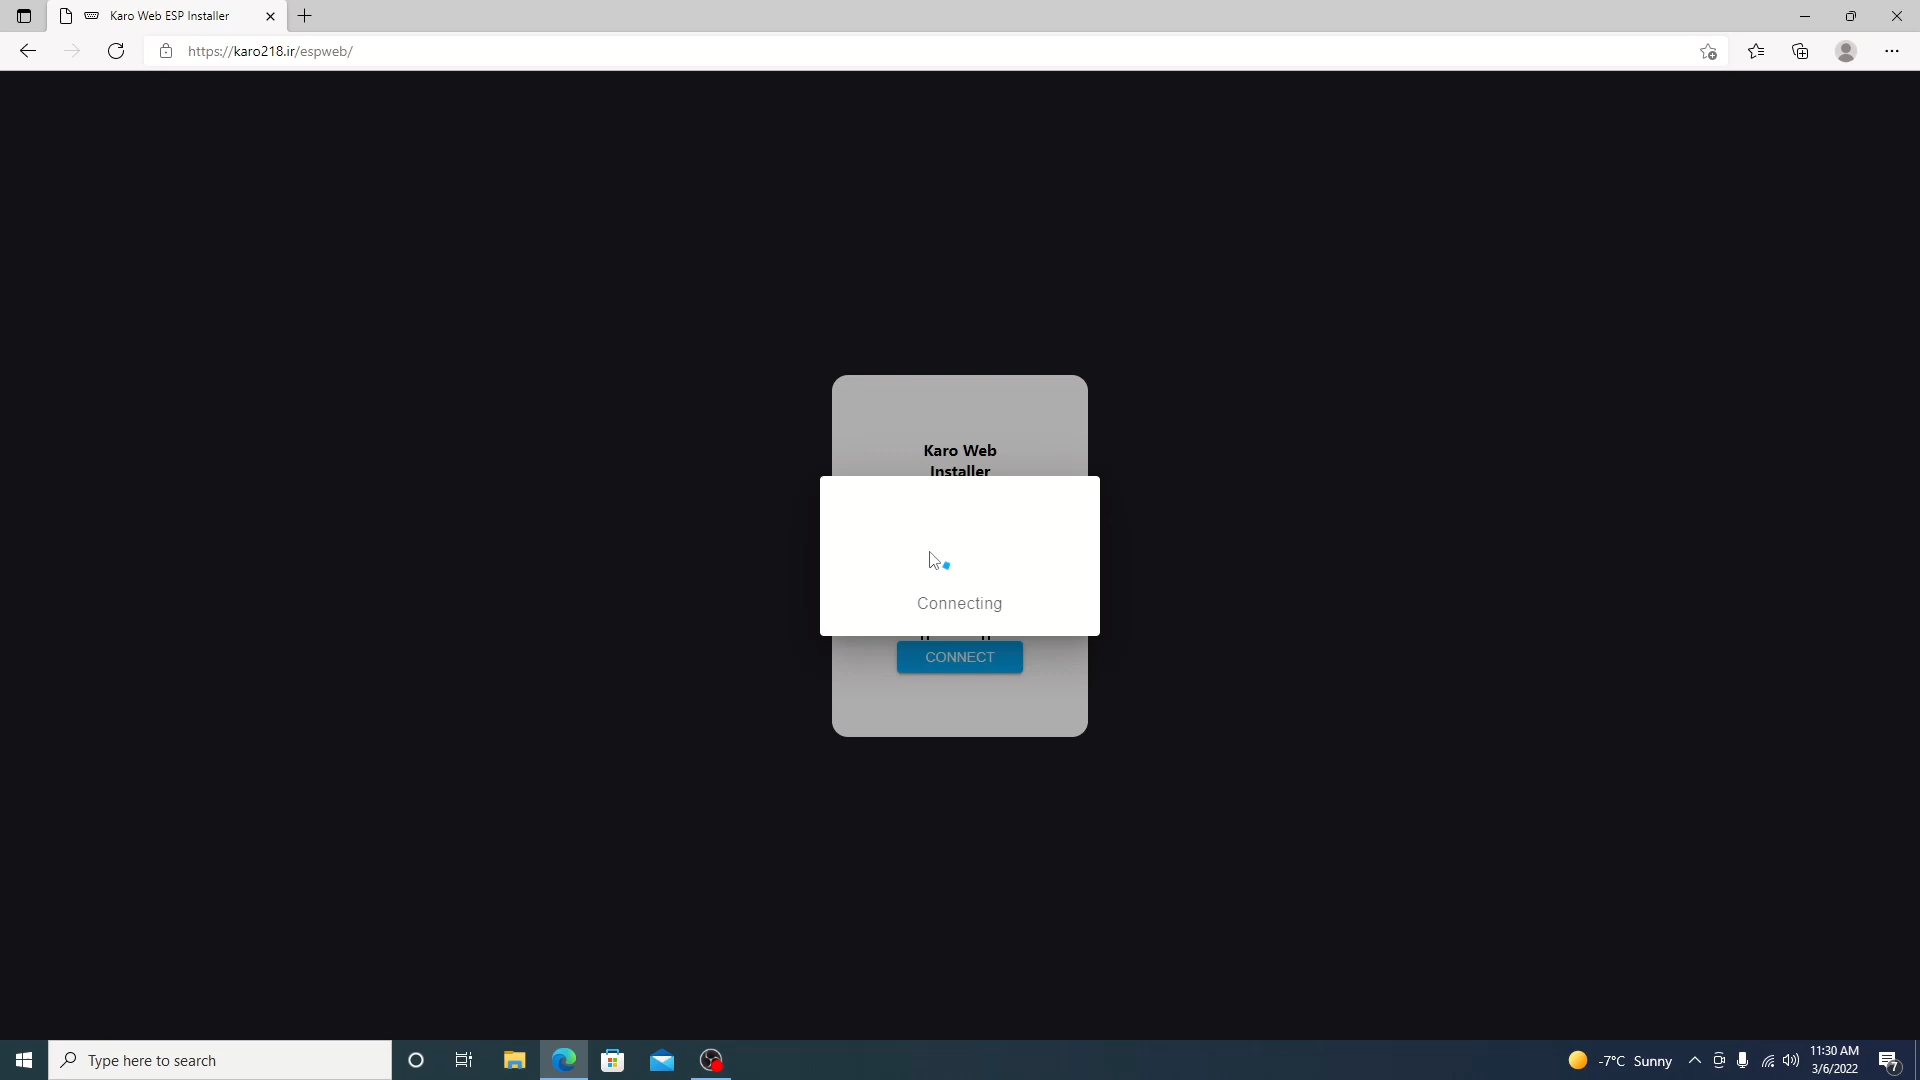 Karo Web ESP Installer
https://karo218.ir/espweb/
Karo Web
Installer
Connecting
CONNECT
Type here to search
-7°C Sunny
11:30 AM
3/6/2022
7